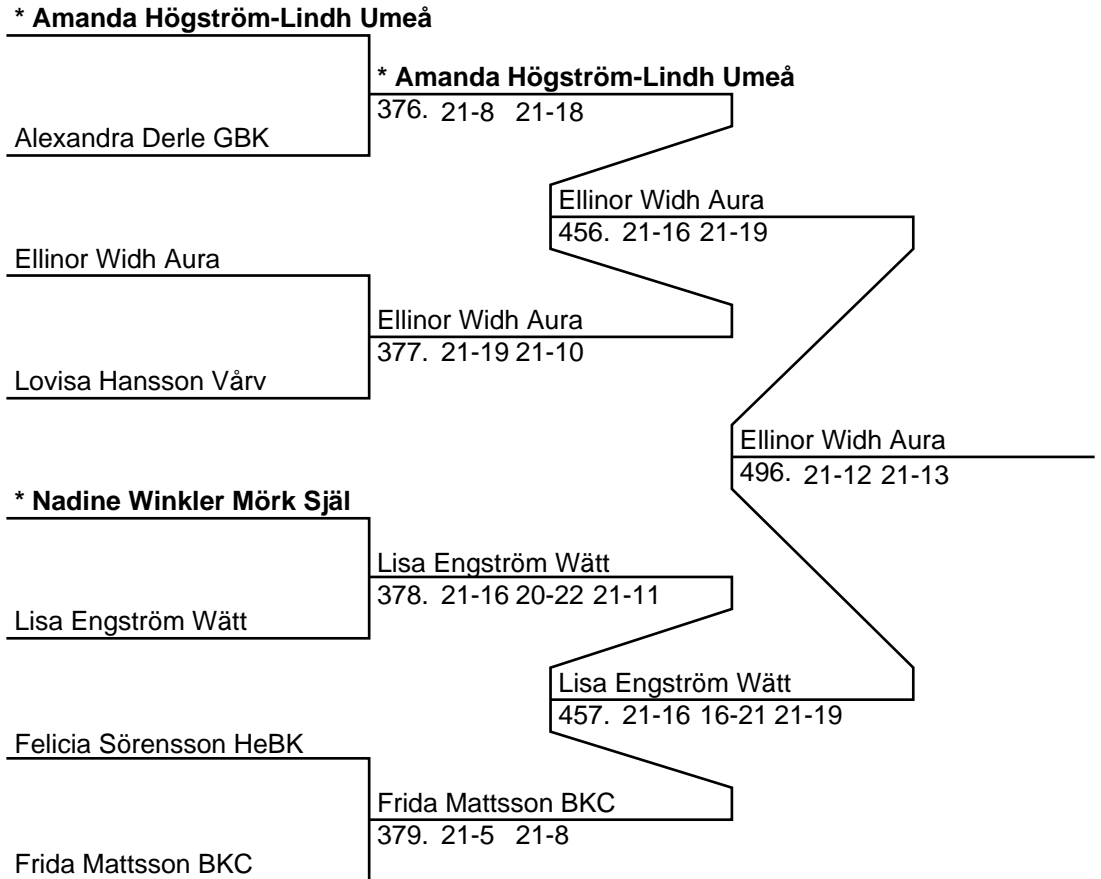 * Amanda Högström-Lindh Umeå
* Amanda Högström-Lindh Umeå
376. 21-8 21-18
Alexandra Derle GBK
Ellinor Widh Aura
456. 21-16 21-19
Ellinor Widh Aura
Ellinor Widh Aura
377. 21-19 21-10
Lovisa Hansson Vårv
Ellinor Widh Aura
496. 21-12 21-13
* Nadine Winkler Mörk Själ
Lisa Engström Wätt
378. 21-16 20-22 21-11
Lisa Engström Wätt
Lisa Engström Wätt
457. 21-16 16-21 21-19
Felicia Sörensson HeBK
Frida Mattsson BKC
379. 21-5 21-8
Frida Mattsson BKC